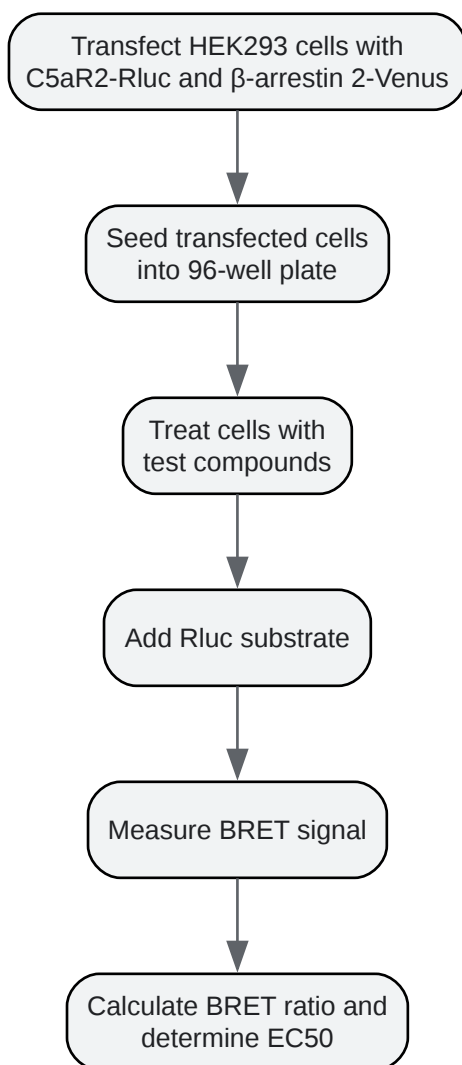 Transfect HEK293 cells with
C5aR2-Rluc and β-arrestin 2-Venus
Seed transfected cells
into 96-well plate
Treat cells with
test compounds
Add Rluc substrate
Measure BRET signal
Calculate BRET ratio and
determine EC50